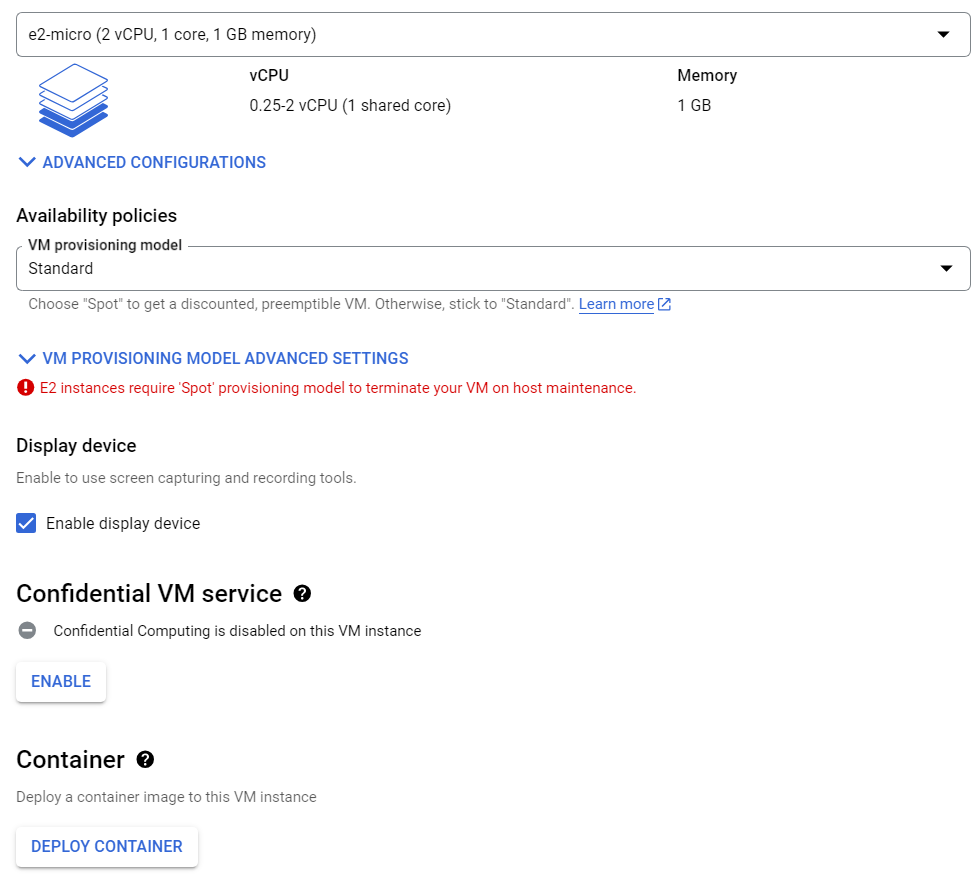 e2-micro (2 vCPU, 1 core, 1 GB memory)
vCPU
Memory
0.25-2 vCPU (1 shared core)
1 GB
ADVANCED CONFIGURATIONS
Availability policies
VM provisioning model
Standard
Choose "Spot" to get a discounted, preemptible VM. Otherwise, stick to "Standard". Learn more
VM PROVISIONING MODEL ADVANCED SETTINGS
E2 instances require 'Spot' provisioning model to terminate your VM on host maintenance.
Display device
Enable to use screen capturing and recording tools.
Enable display device
Confidential VM service
Confidential Computing is disabled on this VM instance
ENABLE
Container
Deploy a container image to this VM instance
DEPLOY CONTAINER